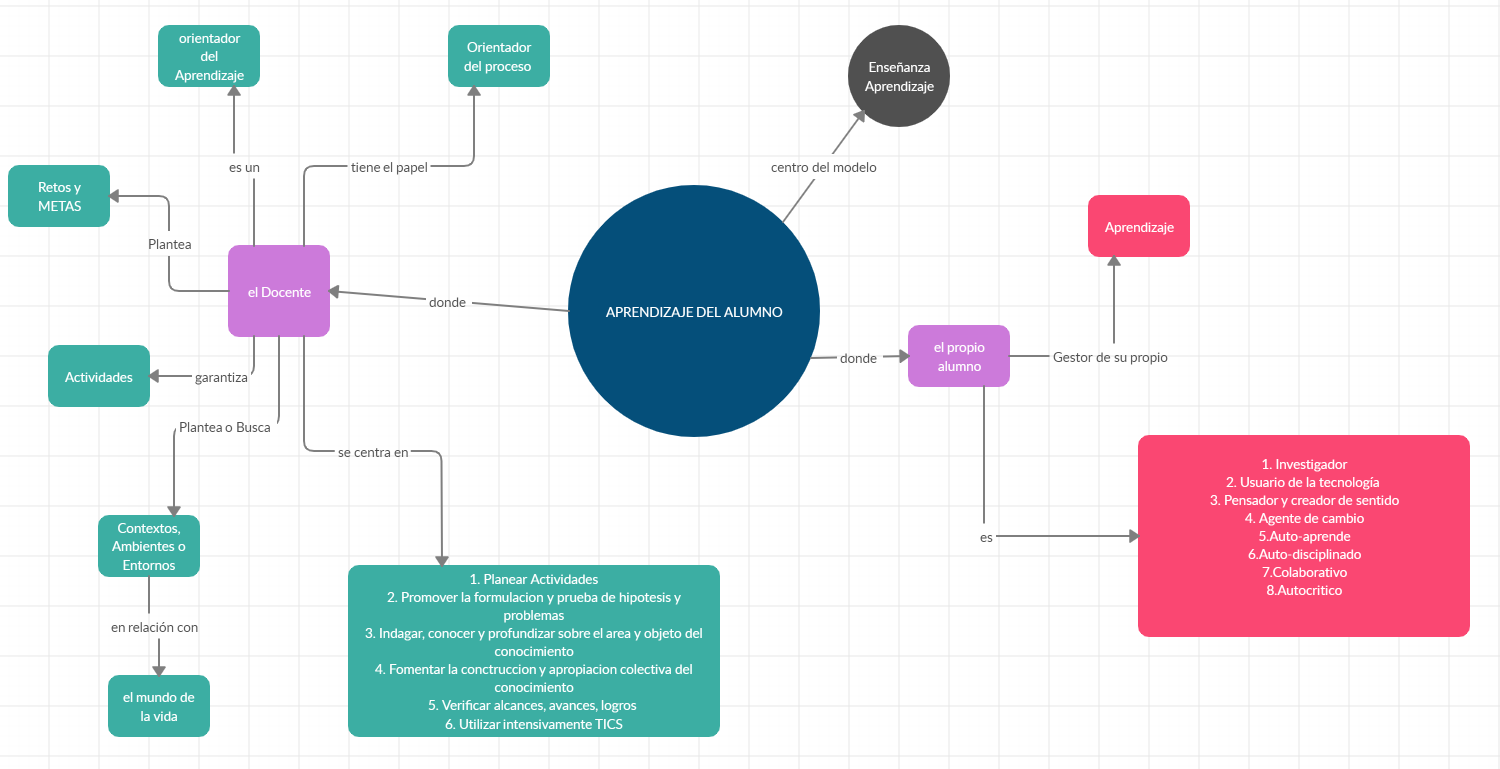 orientador
del
Aprendizaje
Orientador
del proceso
Enseñanza
Aprendizaje
es un
tiene el papel
centro del modelo
Retos y
METAS
Plantea
Aprendizaje
el Docente
donde
APRENDIZAJE DEL ALUMNO
donde
el propio
alumno
Gestor de su propio
Actividades
garantiza
Plantea o Busca
se centra en
1. Investigador
2. Usuario de la tecnología
3. Pensador y creador de sentido
4. Agente de cambio
5.Auto-aprende
6.Auto-disciplinado
7.Colaborativo
8.Autocritico
es
Contextos,
Ambientes o
Entornos
en relación con
el mundo de
la vida
1. Planear Actividades
2. Promover la formulacion y prueba de hipotesis y
problemas
3. Indagar, conocer y profundizar sobre el area y objeto del
conocimiento
4. Fomentar la conctruccion y apropiacion colectiva del
conocimiento
5. Verificar alcances, avances, logros
6. Utilizar intensivamente TICS